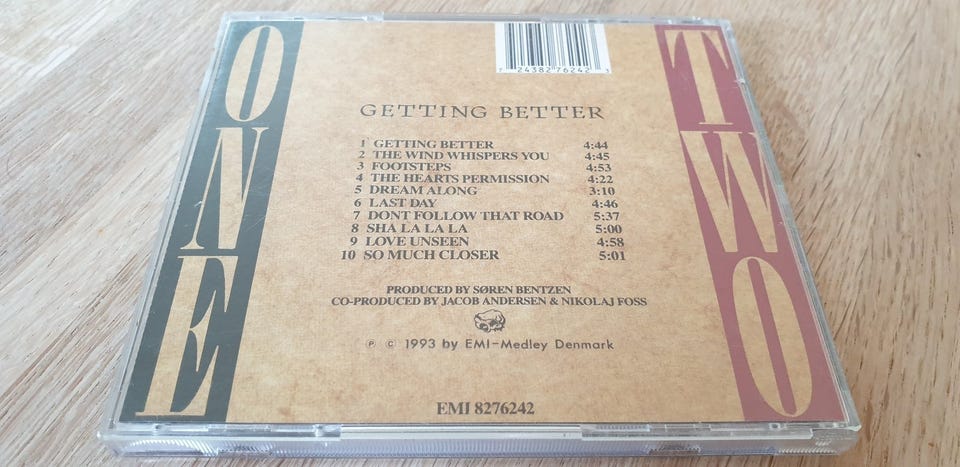 ONE
TWO
7 24382 76242 3
GETTING BETTER
1 GETTING BETTER 4:44
2 THE WIND WHISPERS YOU 4:45
3 FOOTSTEPS 4:53
4 THE HEARTS PERMISSION 4:22
5 DREAM ALONG 3:10
6 LAST DAY 4:46
7 DONT FOLLOW THAT ROAD 5:37
8 SHA LA LA LA 5:00
9 LOVE UNSEEN 4:58
10 SO MUCH CLOSER 5:01
PRODUCED BY SØREN BENTZEN
CO-PRODUCED BY JACOB ANDERSEN & NIKOLAJ FOSS
℗ © 1993 by EMI-Medley Denmark
EMI 8276242